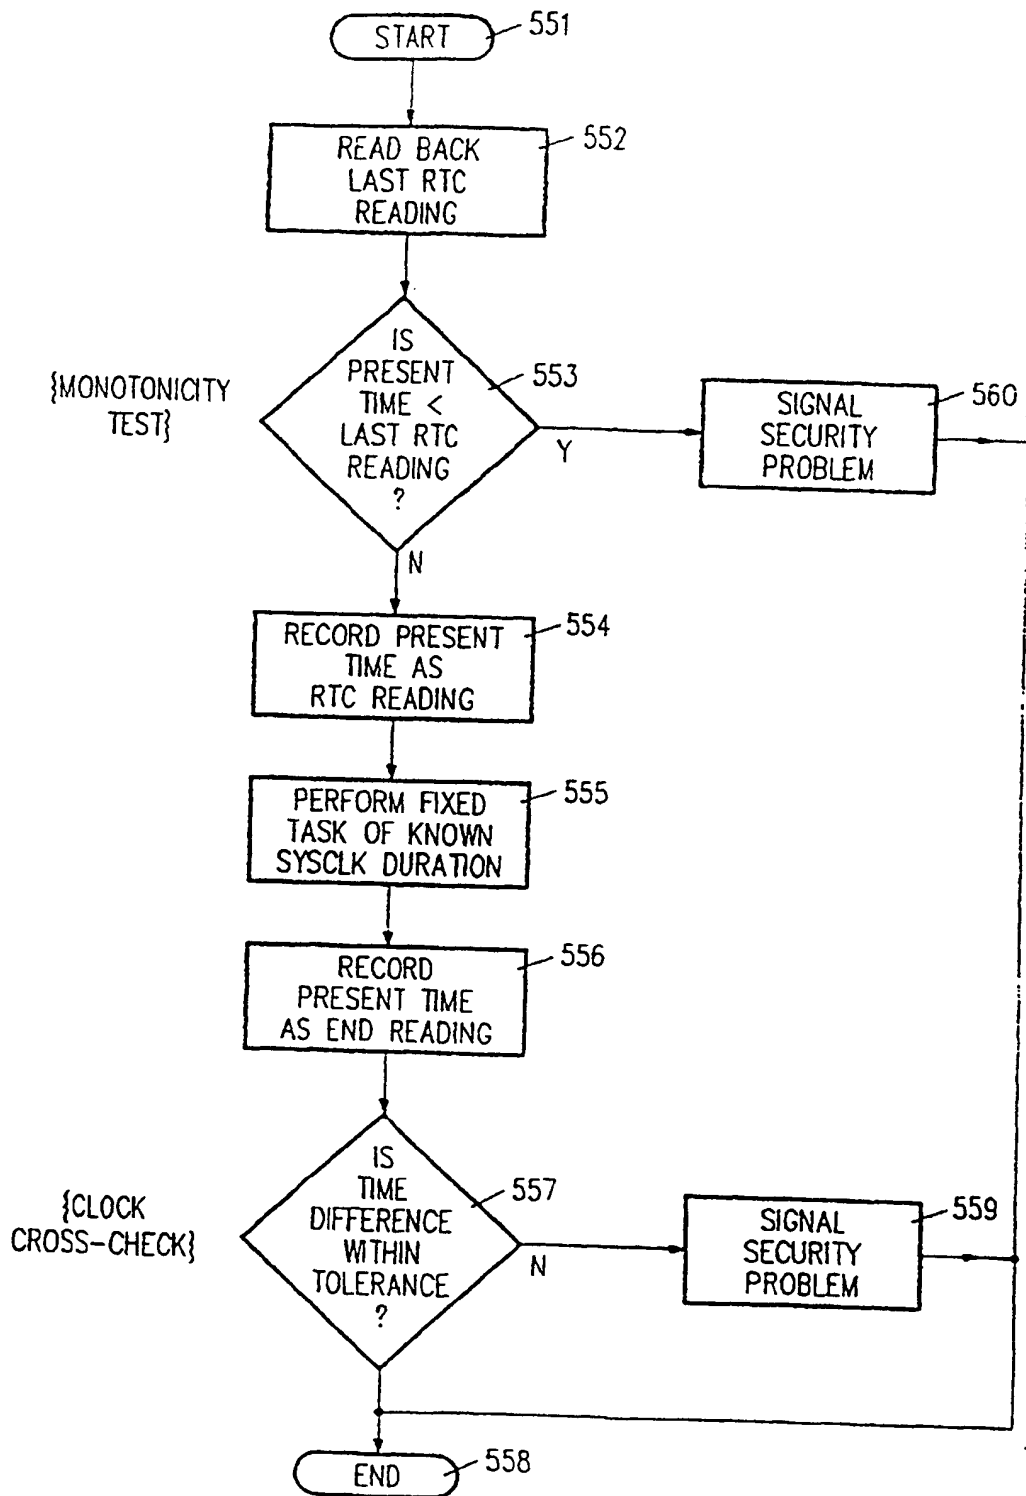 START
551
READ BACK
LAST RTC
READING
552
{MONOTONICITY
TEST}
IS
PRESENT
TIME <
LAST RTC
READING
?
553
Y
N
SIGNAL
SECURITY
PROBLEM
560
RECORD PRESENT
TIME AS
RTC READING
554
PERFORM FIXED
TASK OF KNOWN
SYSCLK DURATION
555
RECORD
PRESENT TIME
AS END READING
556
{CLOCK
CROSS-CHECK}
IS
TIME
DIFFERENCE
WITHIN
TOLERANCE
?
557
N
SIGNAL
SECURITY
PROBLEM
559
END
558